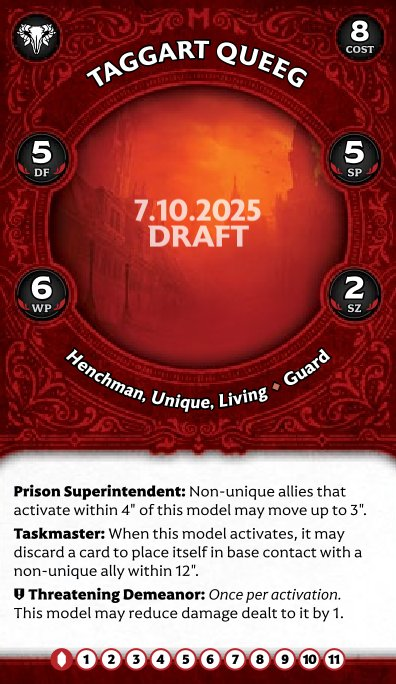 8
COST
TAGGART QUEEG
5
DF
5
SP
7.10.2025
DRAFT
6
WP
2
SZ
Henchman, Unique, Living ♦ Guard
Prison Superintendent: Non-unique allies that
activate within 4" of this model may move up to 3".
Taskmaster: When this model activates, it may
discard a card to place itself in base contact with a
non-unique ally within 12".
Threatening Demeanor: Once per activation.
This model may reduce damage dealt to it by 1.
1 2 3 4 5 6 7 8 9 10 11